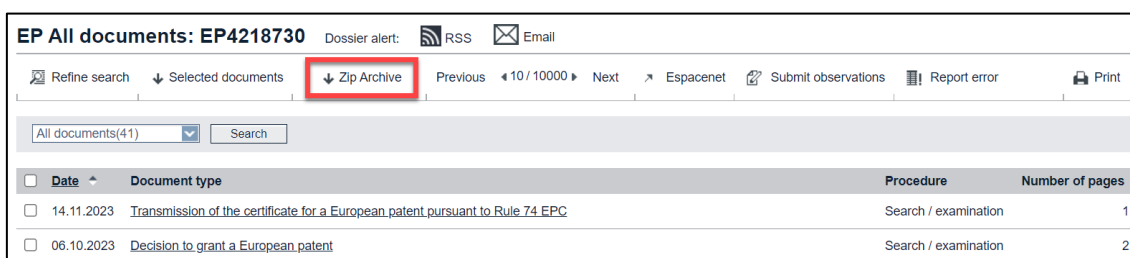 EP All documents: EP4218730 Dossier alert: RSS Email
Refine search Selected documents Zip Archive Previous 10 / 10000 Next Espacenet Submit observations Report error Print
All documents(41) Search
Date Document type Procedure Number of pages
14.11.2023 Transmission of the certificate for a European patent pursuant to Rule 74 EPC Search / examination 1
06.10.2023 Decision to grant a European patent Search / examination 2